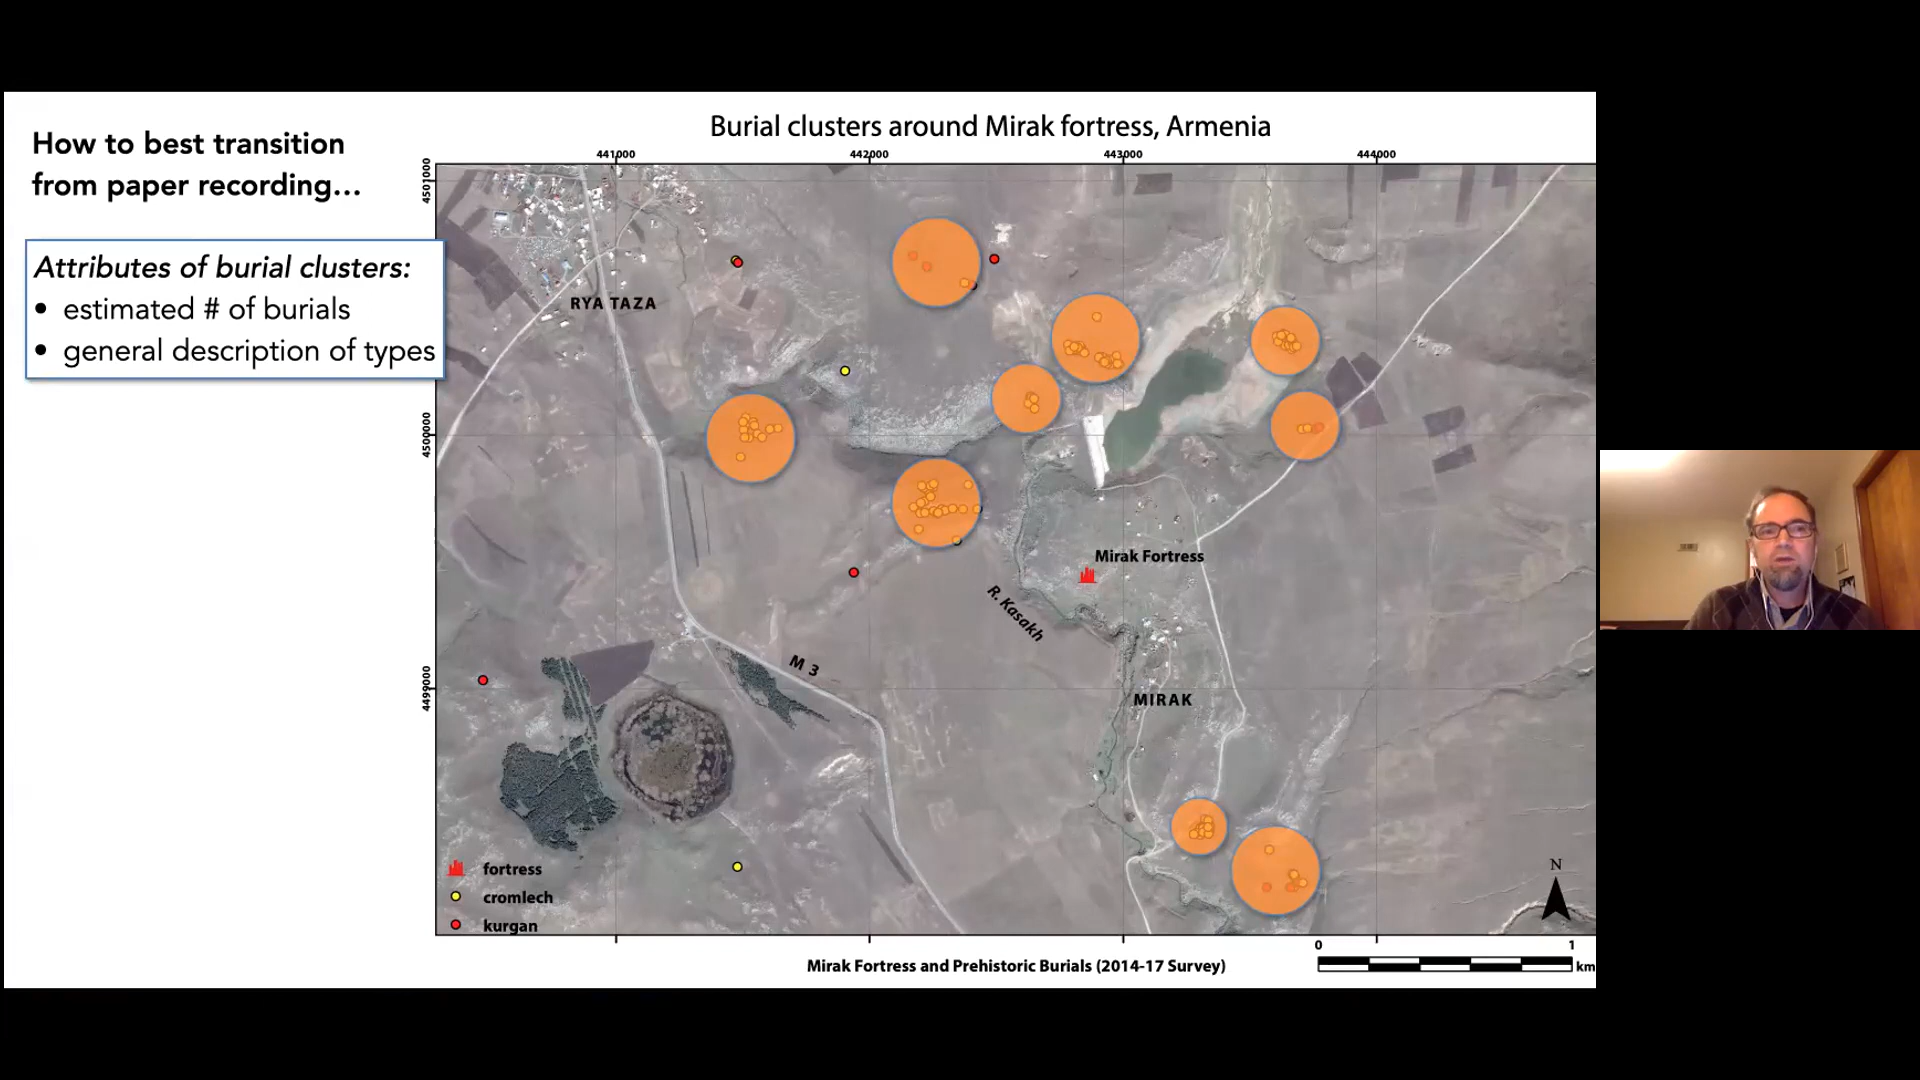 How to best transition
from paper recording...
Attributes of burial clusters:
• estimated # of burials
• general description of types
Burial clusters around Mirak fortress, Armenia
441000 442000 443000 444000
4501000
4500000
4499000
RYA TAZA
Mirak Fortress
R. Kasakh
M 3
MIRAK
fortress
cromlech
kurgan
N
0 1
km
Mirak Fortress and Prehistoric Burials (2014-17 Survey)